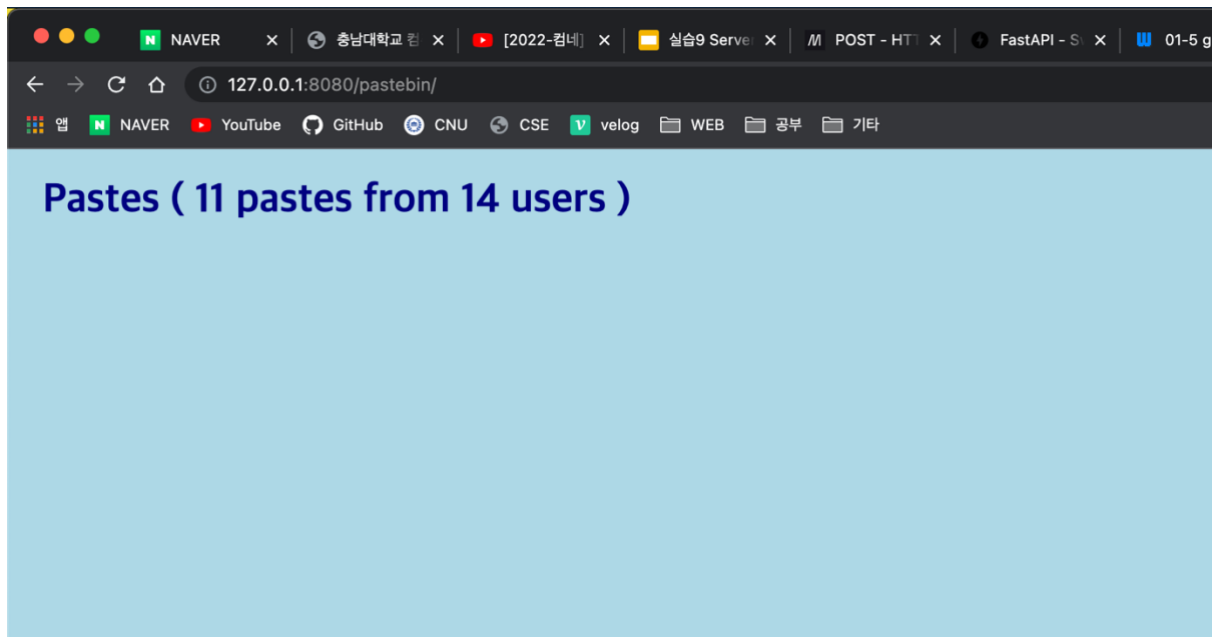 NAVER 충남대학교 컴 [2022-컴네] 실습9 Serve POST - HTT FastAPI - S 01-5 g
127.0.0.1:8080/pastebin/
앱 NAVER YouTube GitHub CNU CSE velog WEB 공부 기타
Pastes ( 11 pastes from 14 users )